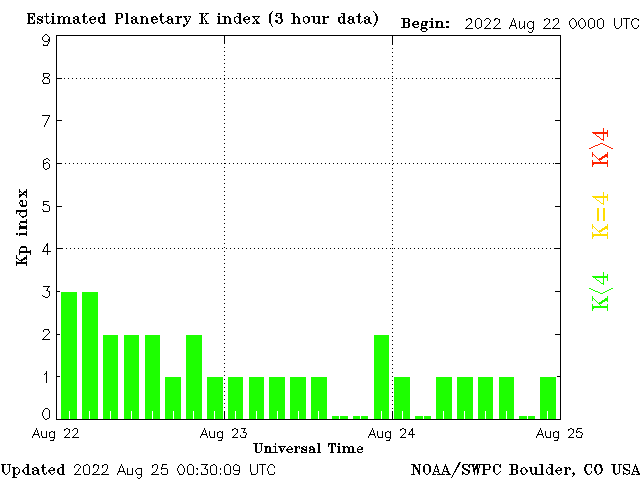 Estimated Planetary K index (3 hour data) Begin: 2022 Aug 22 0000 UTC
9
8
7
6
5
4
3
2
1
0
Kp index
Aug 22 Aug 23 Aug 24 Aug 25
Universal Time
K>4
K=4
K<4
Updated 2022 Aug 25 00:30:09 UTC NOAA/SWPC Boulder, CO USA